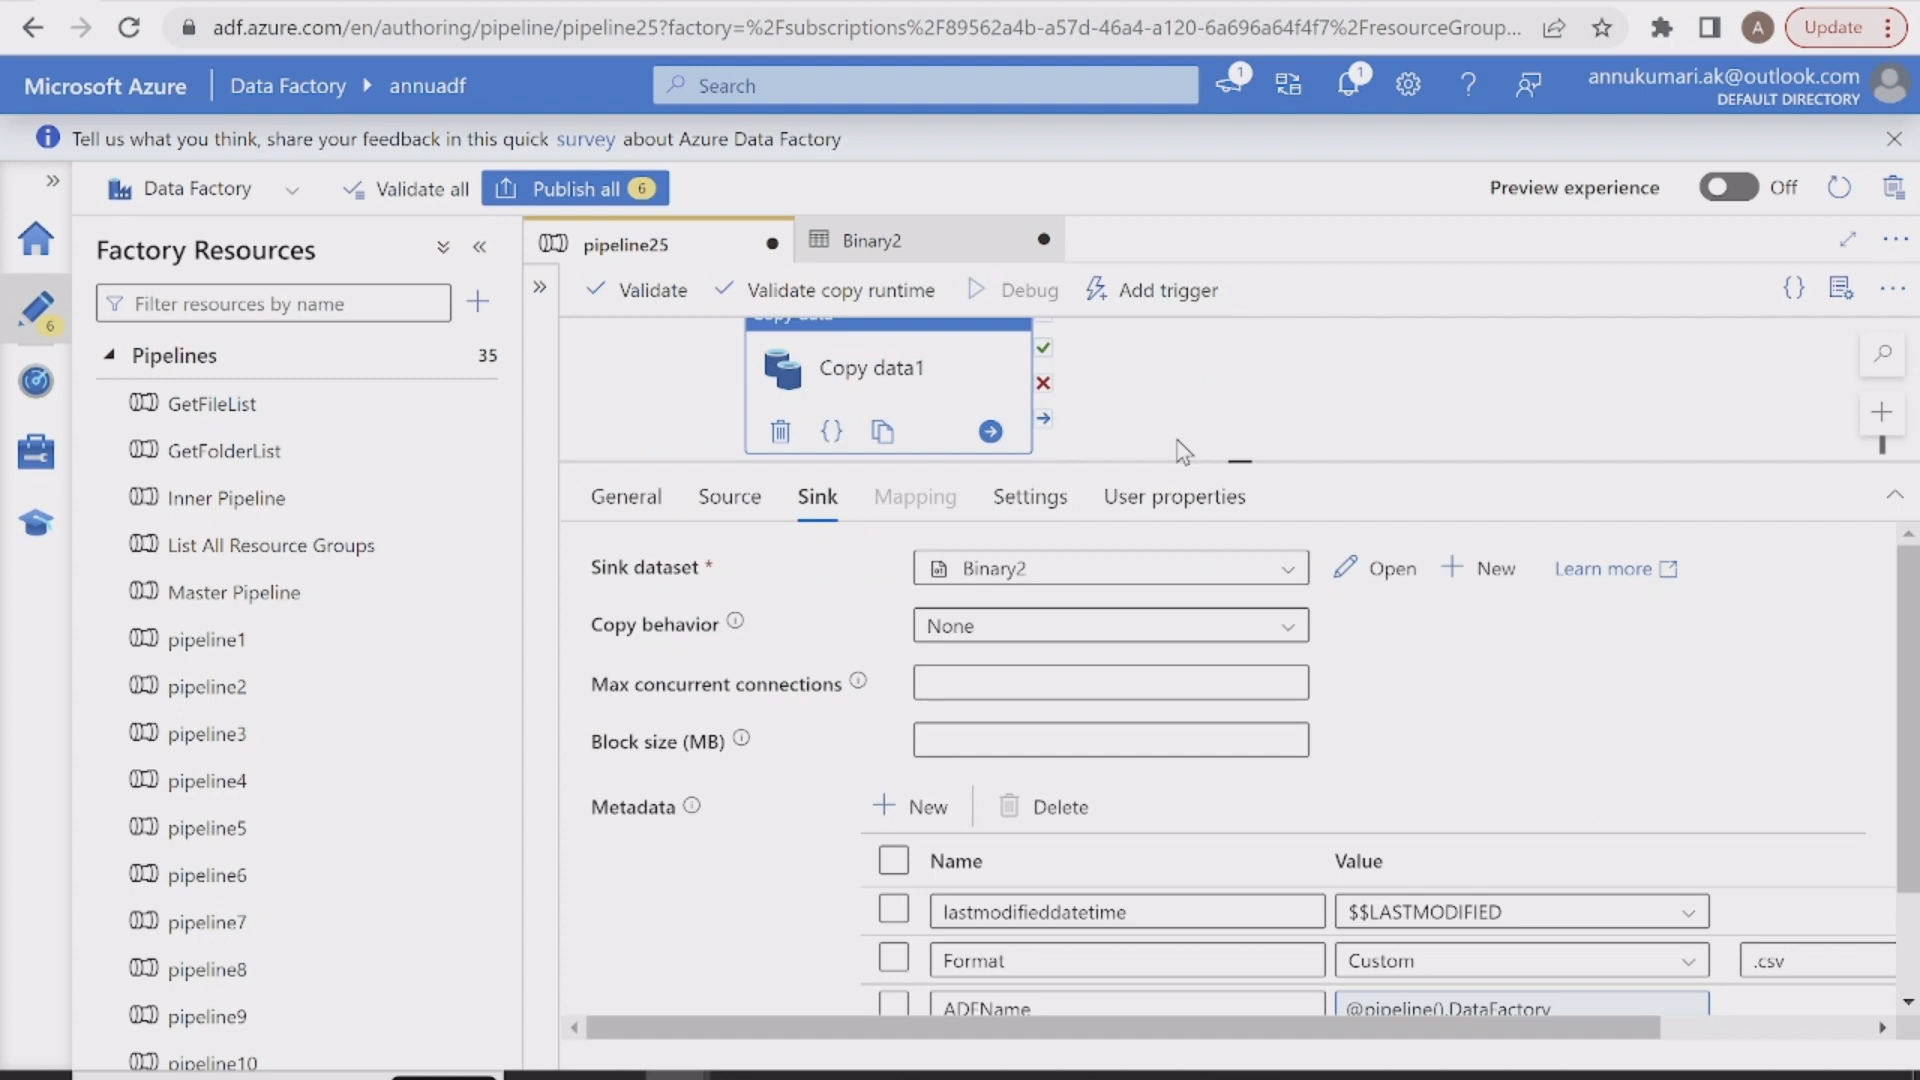 adf.azure.com/en/authoring/pipeline/pipeline25?factory=%2Fsubscriptions%2F89562a4b-a57d-46a4-a120-6a696a64f4f7%2FresourceGroup...
A
Update
Microsoft Azure
Data Factory
annuadf
Search
1
1
annukumari.ak@outlook.com
DEFAULT DIRECTORY
Tell us what you think, share your feedback in this quick survey about Azure Data Factory
Data Factory
Validate all
Publish all 6
Preview experience
Off
Factory Resources
pipeline25
Binary2
Filter resources by name
Validate
Validate copy runtime
Debug
Add trigger
6
Pipelines 35
GetFileList
GetFolderList
Inner Pipeline
List All Resource Groups
Master Pipeline
pipeline1
pipeline2
pipeline3
pipeline4
pipeline5
pipeline6
pipeline7
pipeline8
pipeline9
pipeline10
Copy data
Copy data1
General
Source
Sink
Mapping
Settings
User properties
Sink dataset *
Binary2
Open
New
Learn more
Copy behavior
None
Max concurrent connections
Block size (MB)
Metadata
New
Delete
Name
Value
lastmodifieddatetime
$$LASTMODIFIED
Format
Custom
.csv
ADFName
@pipeline().DataFactory